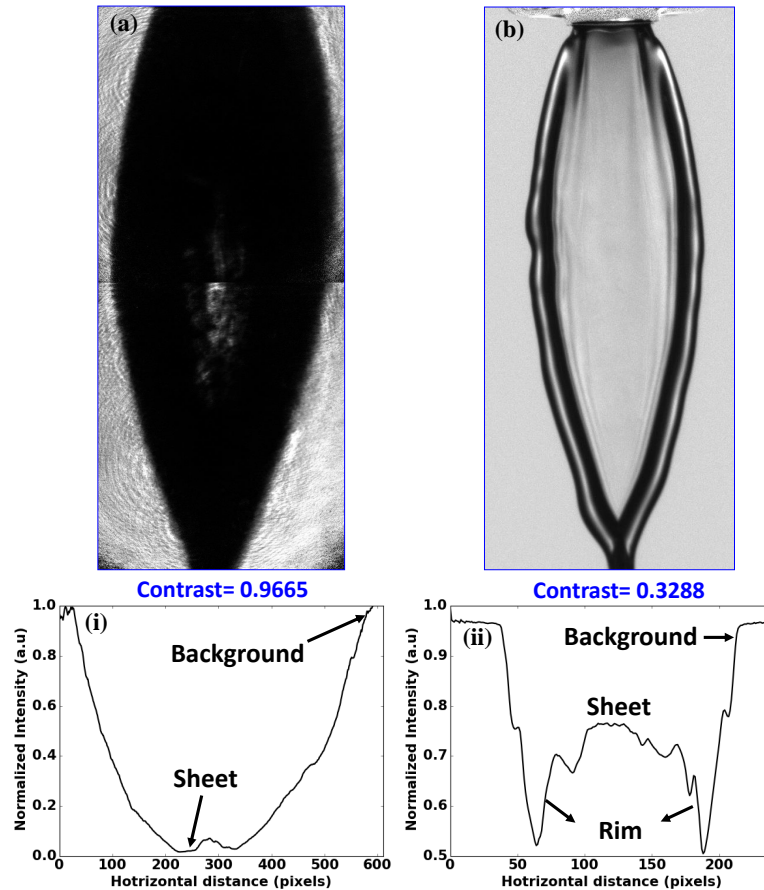 (a)
(b)
Contrast= 0.9665
Contrast= 0.3288
(i)
Background
Sheet
Normalized Intensity (a.u)
1.0
0.8
0.6
0.4
0.2
0.0
0 100 200 300 400 500 600
Hotrizontal distance (pixels)
(ii)
Background
Sheet
Rim
Normalized Intensity (a.u)
1.0
0.9
0.8
0.7
0.6
0.5
0 50 100 150 200
Hotrizontal distance (pixels)